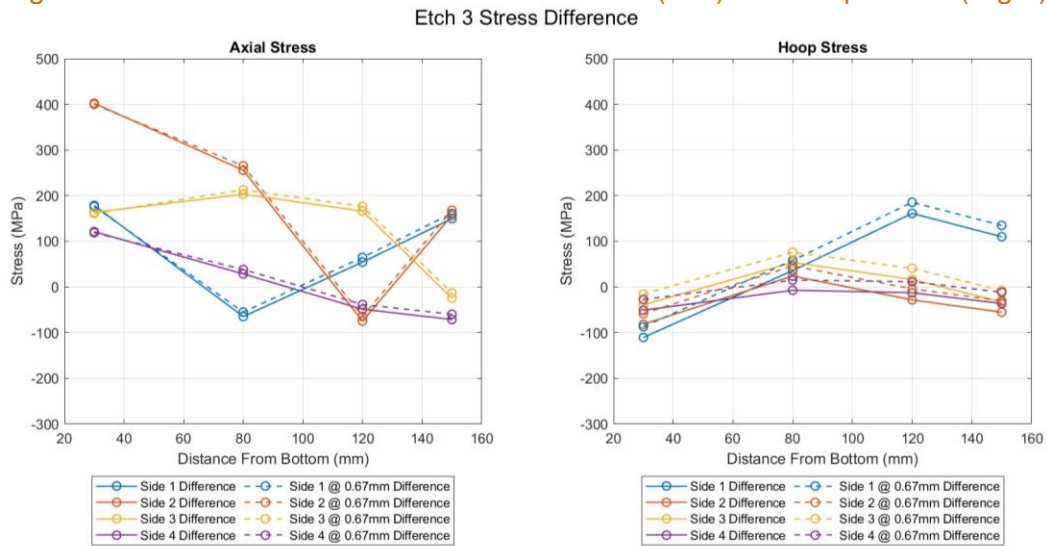 Etch 3 Stress Difference
Axial Stress
500
400
300
200
100
0
-100
-200
-300
Stress (MPa)
20 40 60 80 100 120 140 160
Distance From Bottom (mm)
Side 1 Difference Side 1 @ 0.67mm Difference
Side 2 Difference Side 2 @ 0.67mm Difference
Side 3 Difference Side 3 @ 0.67mm Difference
Side 4 Difference Side 4 @ 0.67mm Difference
Hoop Stress
500
400
300
200
100
0
-100
-200
-300
Stress (MPa)
20 40 60 80 100 120 140 160
Distance From Bottom (mm)
Side 1 Difference Side 1 @ 0.67mm Difference
Side 2 Difference Side 2 @ 0.67mm Difference
Side 3 Difference Side 3 @ 0.67mm Difference
Side 4 Difference Side 4 @ 0.67mm Difference